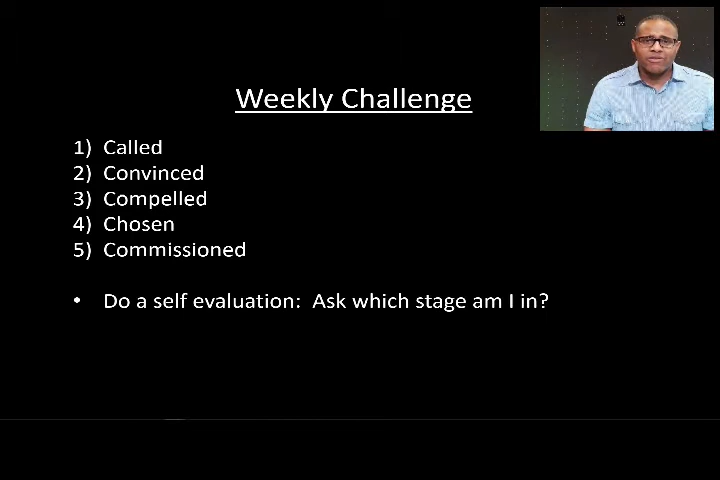 Weekly Challenge
1) Called
2) Convinced
3) Compelled
4) Chosen
5) Commissioned
• Do a self evaluation: Ask which stage am I in?